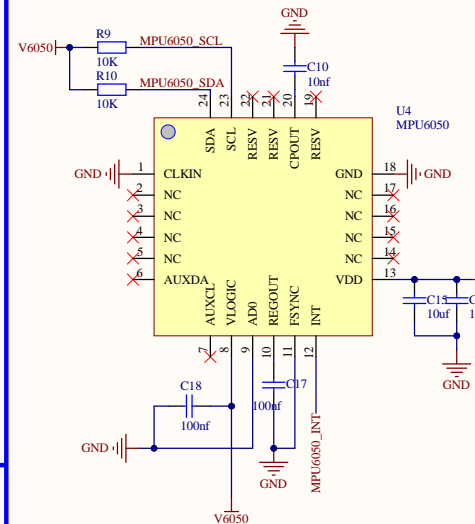 GND
R9
V6050
MPU6050_SCL
10K
C10
10nf
R10
MPU6050_SDA
10K
24
23
22
21
20
19
SDA
SCL
RESV
RESV
CPOUT
RESV
U4
MPU6050
GND
1
CLKIN
GND
18
GND
2
NC
NC
17
3
NC
NC
16
4
NC
NC
15
5
NC
NC
14
6
AUXDA
VDD
13
AUXCL
VLOGIC
AD0
REGOUT
FSYNC
INT
7
8
9
10
11
12
C15
10uf
C
1
GND
C18
100nf
C17
100nf
GND
GND
MPU6050_INT
V6050